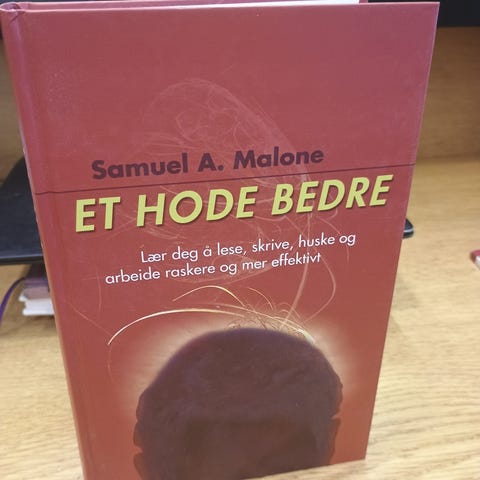 Samuel A. Malone
ET HODE BEDRE
Lær deg å lese, skrive, huske og
arbeide raskere og mer effektivt